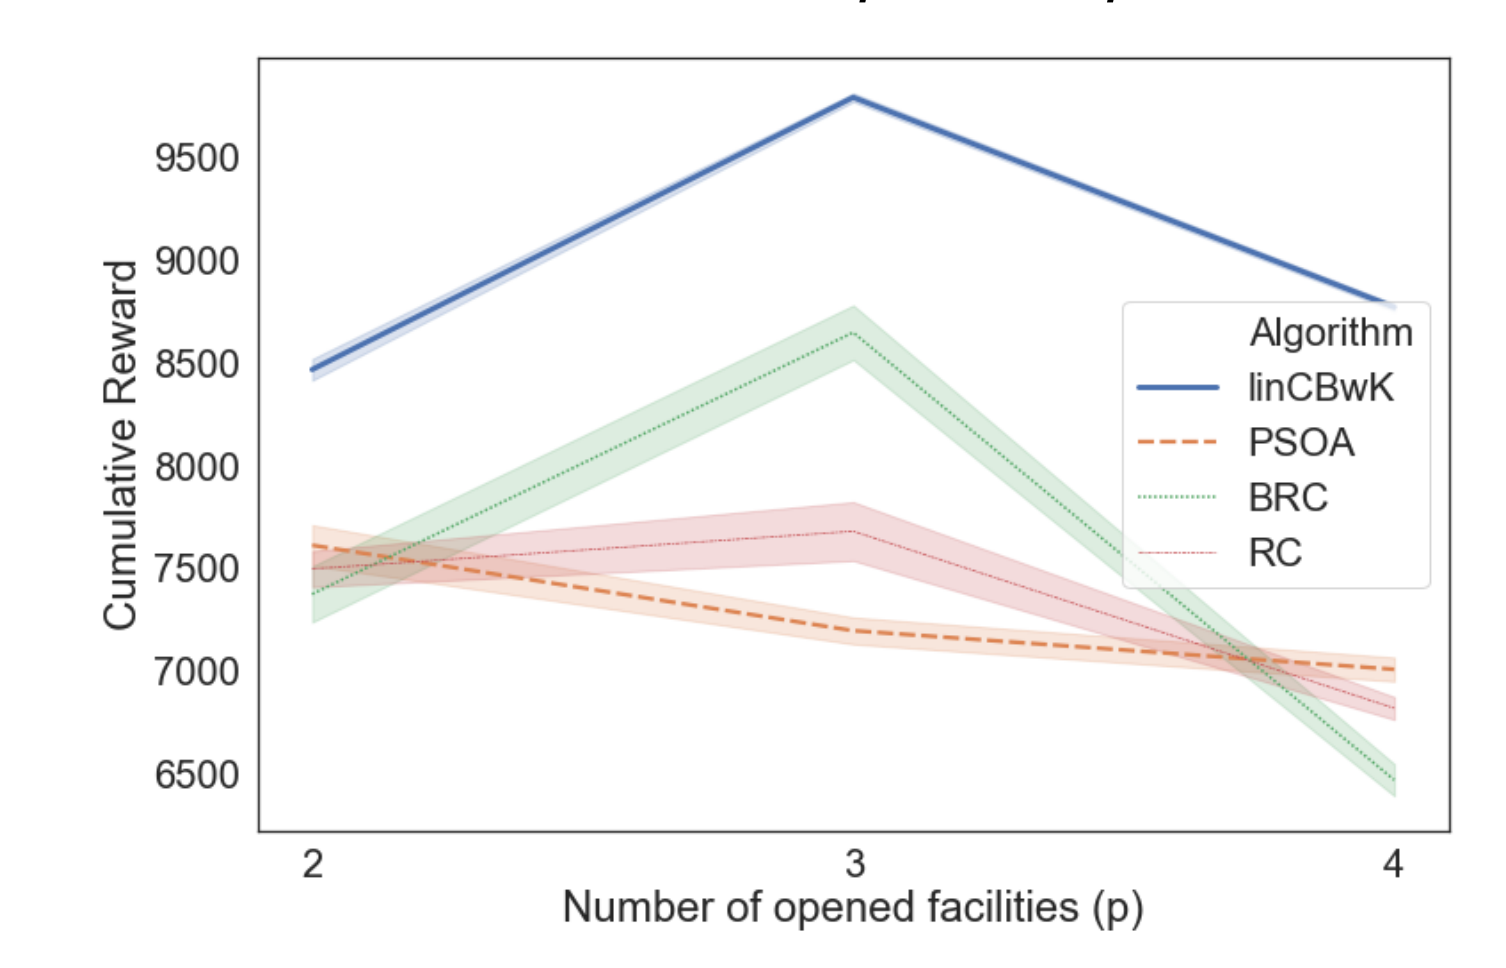 9500
9000
8500
8000
7500
7000
6500
Cumulative Reward
Algorithm
linCBwK
PSOA
BRC
RC
2
3
4
Number of opened facilities (p)